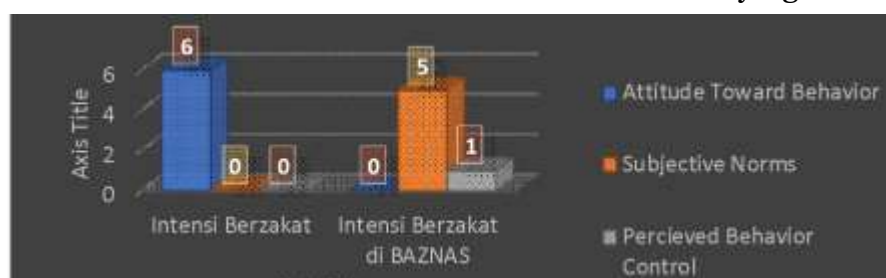 6
0
0
0
5
1
6
4
2
0
Axis Title
Intensi Berzakat
Intensi Berzakat
di BAZNAS
Attitude Toward Behavior
Subjective Norms
Percieved Behavior
Control